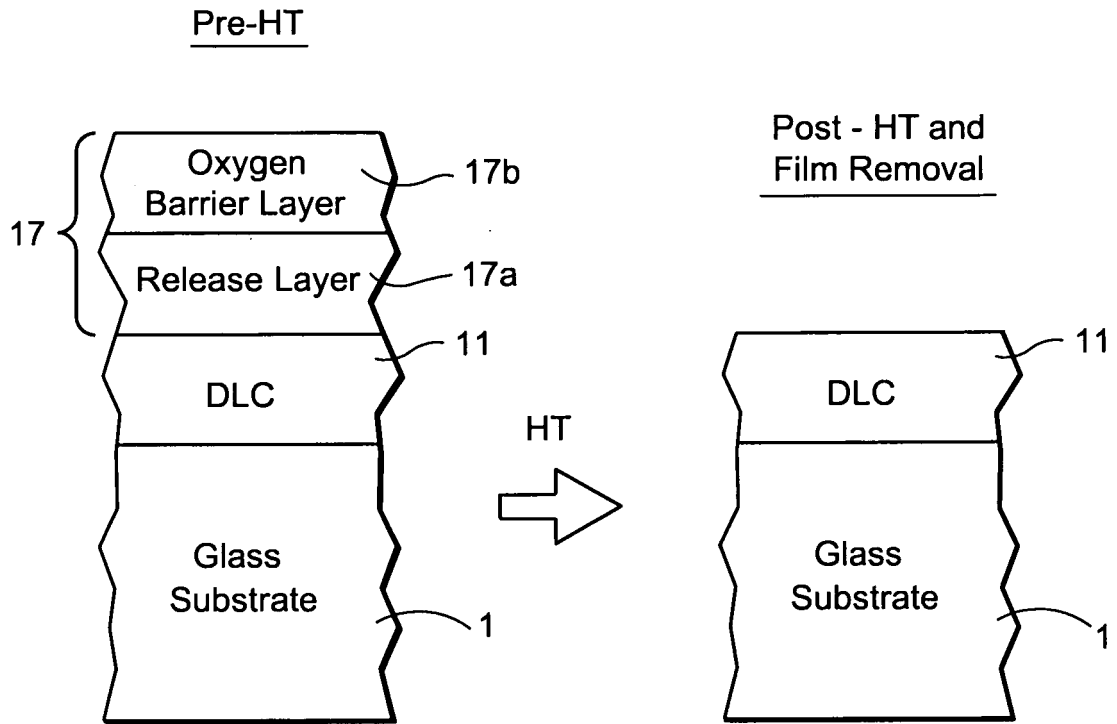 Pre-HT
Oxygen
Barrier Layer
17b
17
Release Layer
17a
11
DLC
Glass
Substrate
1
HT
Post - HT and
Film Removal
11
DLC
Glass
Substrate
1